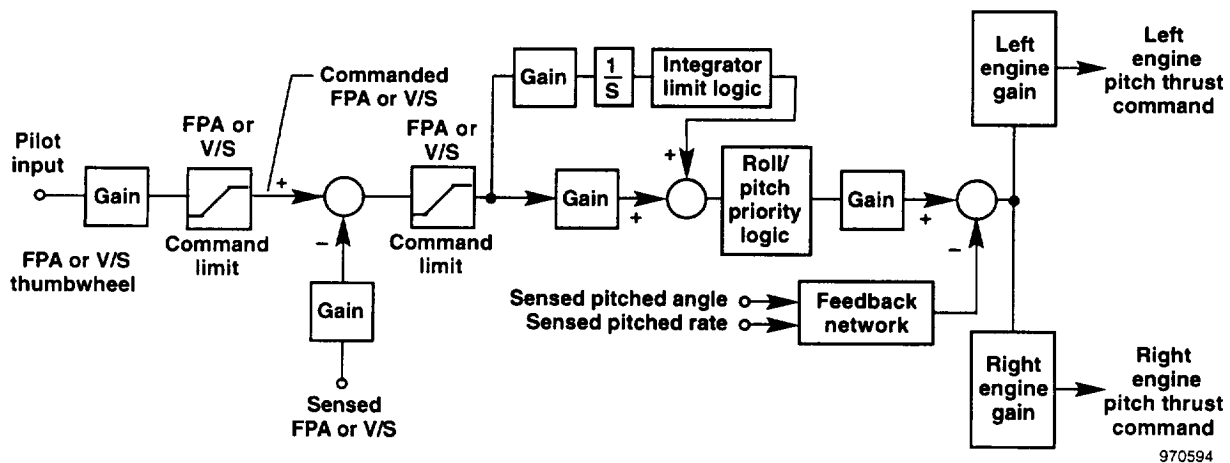 Pilot
input
Gain
FPA or V/S
thumbwheel
FPA or
V/S
Command
limit
Commanded
FPA or V/S
+
−
Gain
Sensed
FPA or V/S
FPA or
V/S
Command
limit
Gain
1
S
Integrator
limit logic
Gain
+
+
Roll/
pitch
priority
logic
Gain
+
−
Sensed pitched angle
Sensed pitched rate
Feedback
network
Left
engine
gain
Left
engine
pitch thrust
command
Right
engine
gain
Right
engine
pitch thrust
command
970594